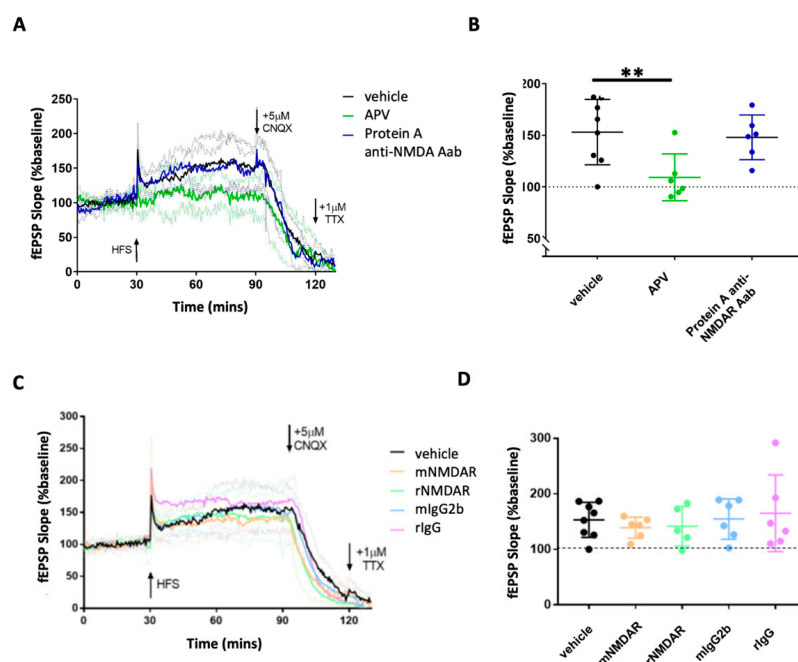 A
250
200
150
100
50
0
fEPSP Slope (%baseline)
0
30
60
90
120
Time (mins)
HFS
+5μM
CNQX
+1μM
TTX
vehicle
APV
Protein A
anti-NMDA Aab
B
**
200
150
100
50
fEPSP Slope (%baseline)
vehicle
APV
Protein A anti-
NMDAR Aab
C
300
250
200
150
100
50
0
fEPSP Slope (%baseline)
0
30
60
90
120
Time (mins)
HFS
+5μM
CNQX
+1μM
TTX
vehicle
mNMDAR
rNMDAR
mIgG2b
rIgG
D
300
200
100
0
fEPSP Slope (%baseline)
vehicle
mNMDAR
rNMDAR
mIgG2b
rIgG